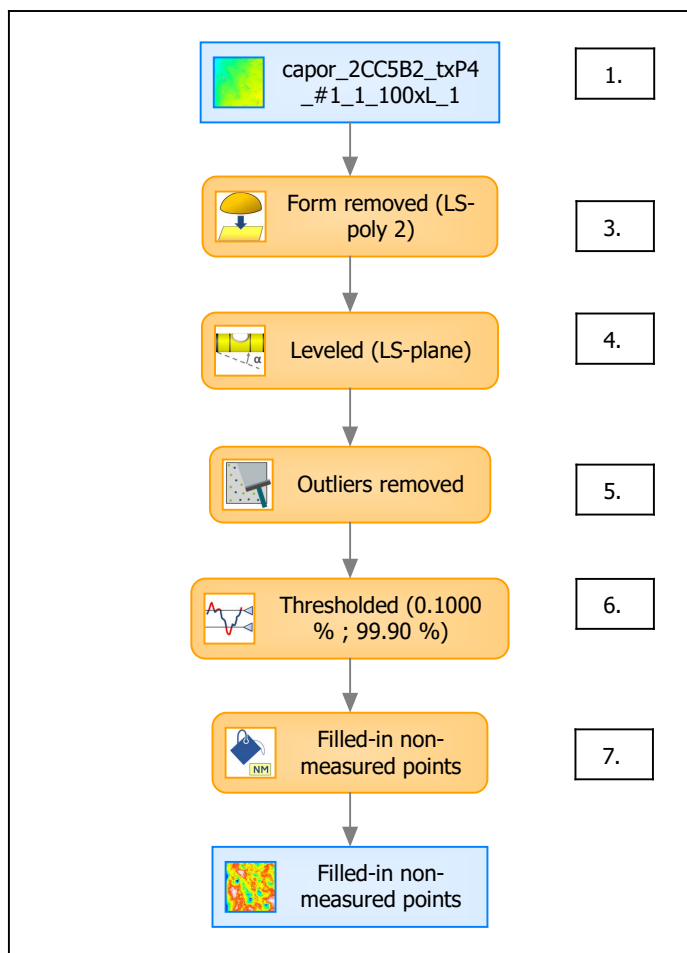 capor_2CC5B2_txP4
_#1_1_100xL_1
1.
Form removed (LS-
poly 2)
3.
Leveled (LS-plane)
α
4.
Outliers removed
5.
Thresholded (0.1000
% ; 99.90 %)
6.
Filled-in non-
measured points
NM
7.
Filled-in non-
measured points